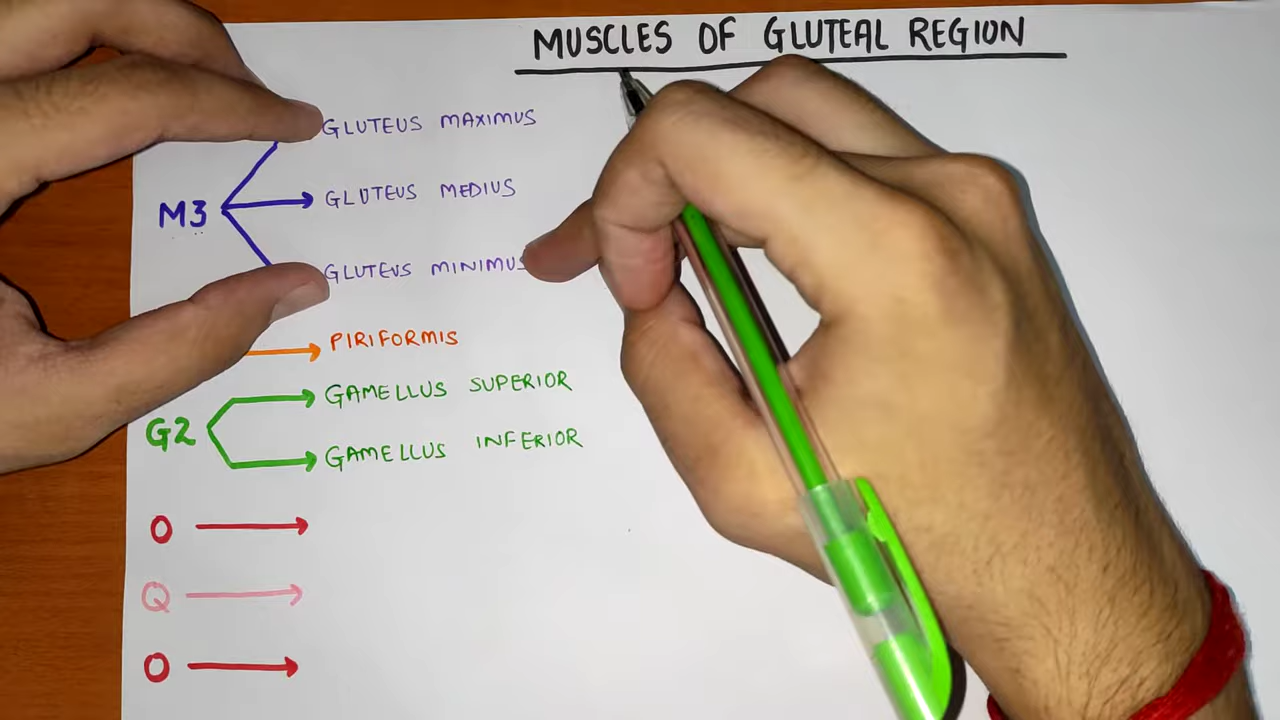 MUSCLES OF GLUTEAL REGION
GLUTEUS MAXIMUS
M3
GLUTEUS MEDIUS
GLUTEUS MINIMUS
PIRIFORMIS
G2
GAMELLUS SUPERIOR
GAMELLUS INFERIOR
O
Q
O